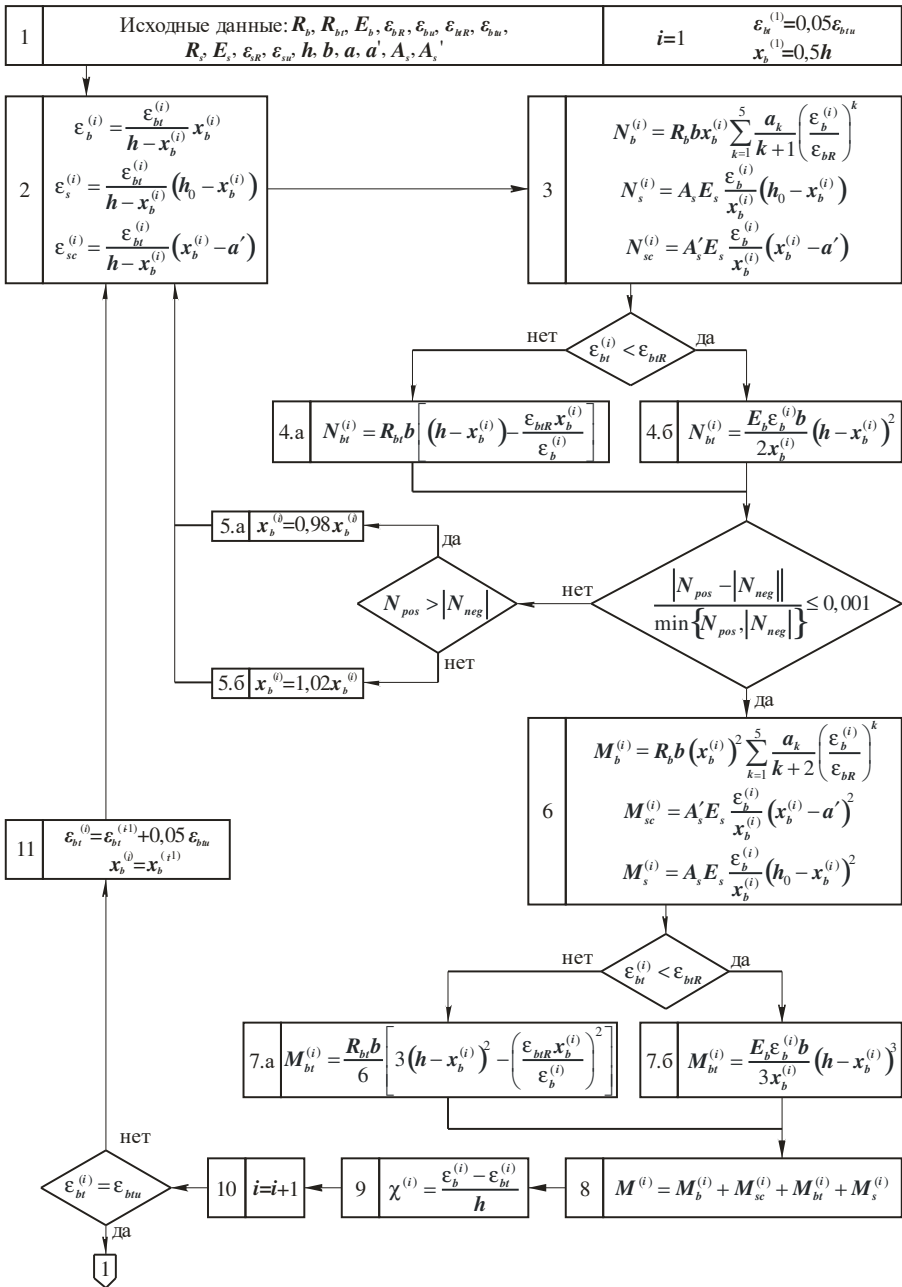 1 Исходные данные: R_b, R_bt, E_b, ε_bR, ε_bu, ε_btR, ε_btu,
R_s, E_s, ε_sR, ε_su, h, b, a, a', A_s, A_s'
i=1
ε_bt^(1)=0,05ε_btu
x_b^(1)=0,5h
2
ε_b^(i) = ε_bt^(i)/(h−x_b^(i)) x_b^(i)
ε_s^(i) = ε_bt^(i)/(h−x_b^(i)) (h_0−x_b^(i))
ε_sc^(i) = ε_bt^(i)/(h−x_b^(i)) (x_b^(i)−a′)
3
N_b^(i) = R_b b x_b^(i) ∑_{k=1}^{5} a_k/(k+1) (ε_b^(i)/ε_bR)^k
N_s^(i) = A_s E_s ε_b^(i)/x_b^(i) (h_0−x_b^(i))
N_sc^(i) = A_s′ E_s ε_b^(i)/x_b^(i) (x_b^(i)−a′)
нет
ε_bt^(i) < ε_btR
да
4.а N_bt^(i) = R_bt b [(h−x_b^(i)) − ε_btR x_b^(i)/ε_b^(i)]
4.б N_bt^(i) = E_b ε_b^(i) b/(2x_b^(i)) (h−x_b^(i))^2
5.а x_b^(i)=0,98x_b^(i)
да
N_pos > |N_neg|
нет
5.б x_b^(i)=1,02x_b^(i)
нет
|N_pos − |N_neg||/min{N_pos, |N_neg|} ≤ 0,001
да
6
M_b^(i) = R_b b (x_b^(i))^2 ∑_{k=1}^{5} a_k/(k+2) (ε_b^(i)/ε_bR)^k
M_sc^(i) = A_s′ E_s ε_b^(i)/x_b^(i) (x_b^(i)−a′)^2
M_s^(i) = A_s E_s ε_b^(i)/x_b^(i) (h_0−x_b^(i))^2
11
ε_bt^(i)=ε_bt^(i-1)+0,05 ε_btu
x_b^(i)=x_b^(i-1)
нет
ε_bt^(i) < ε_btR
да
7.а M_bt^(i) = R_bt b/6 [3(h−x_b^(i))^2 − (ε_btR x_b^(i)/ε_b^(i))^2]
7.б M_bt^(i) = E_b ε_b^(i) b/(3x_b^(i)) (h−x_b^(i))^3
нет
ε_bt^(i) = ε_btu
да
1
10 i=i+1
9 χ^(i) = (ε_b^(i) − ε_bt^(i))/h
8 M^(i) = M_b^(i) + M_sc^(i) + M_bt^(i) + M_s^(i)